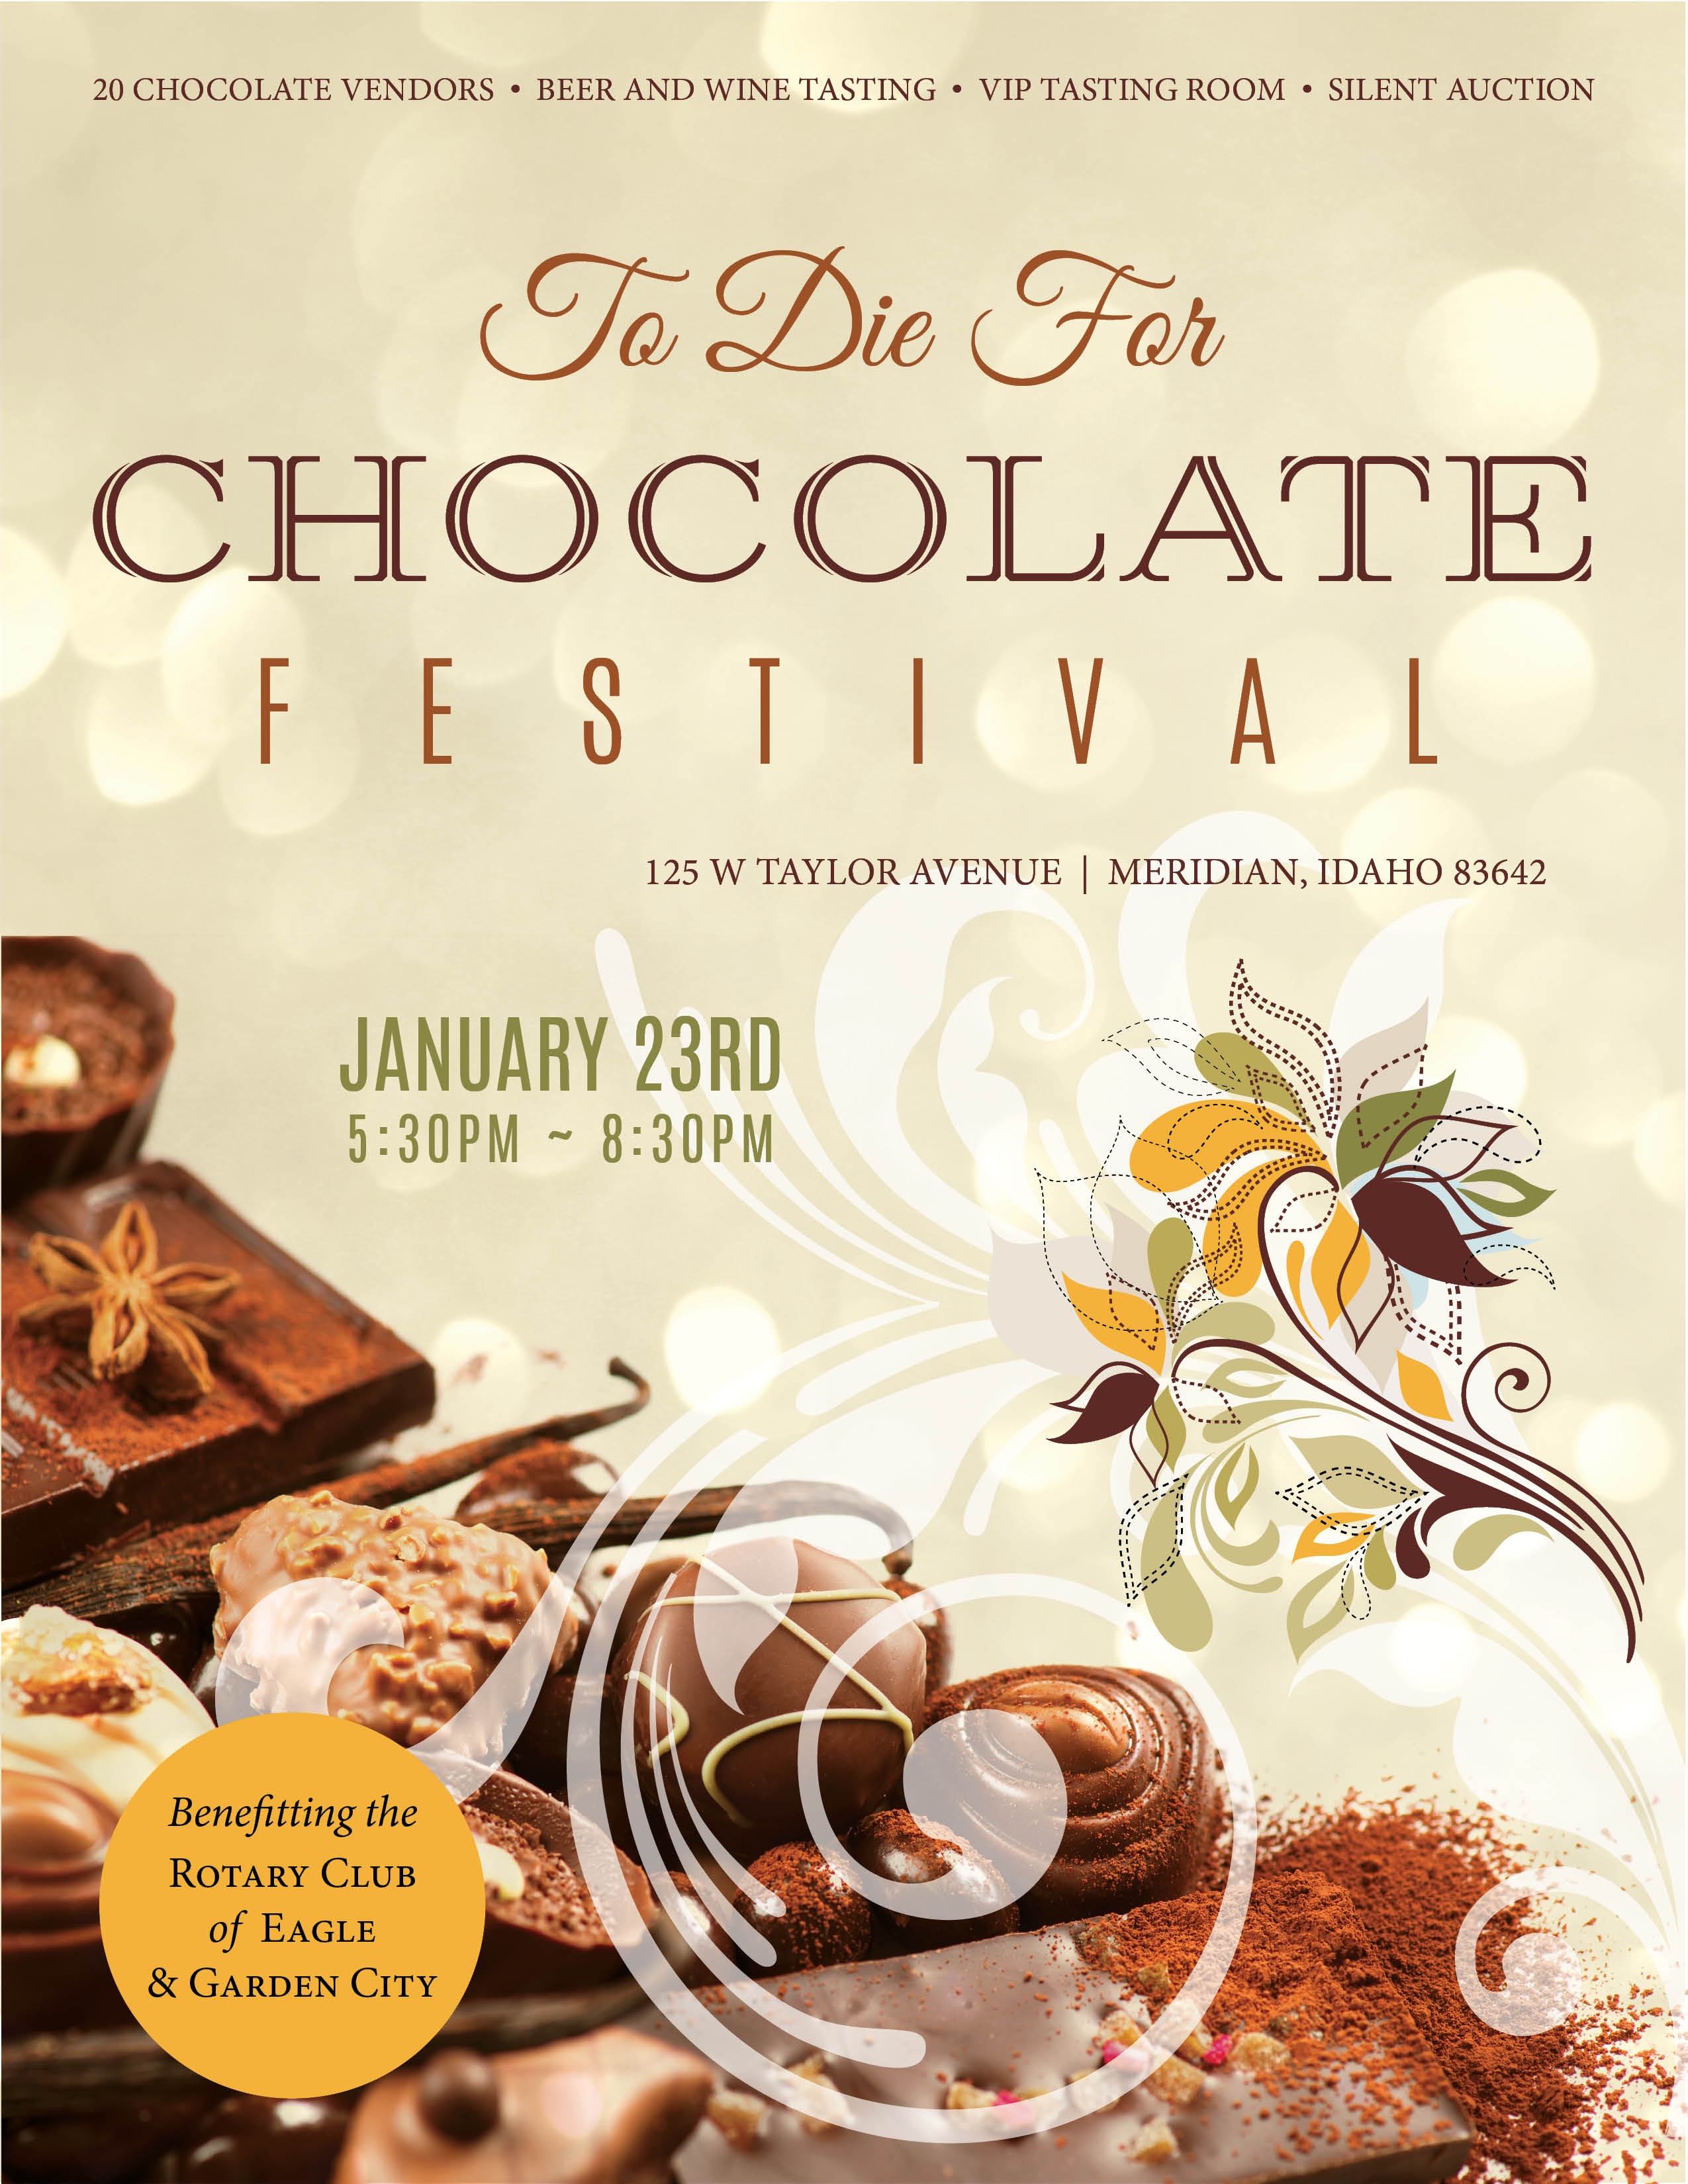 20 CHOCOLATE VENDORS • BEER AND WINE TASTING • VIP TASTING ROOM • SILENT AUCTION
To Die For
CHOCOLATE
FESTIVAL
125 W TAYLOR AVENUE | MERIDIAN, IDAHO 83642
JANUARY 23RD
5:30PM ~ 8:30PM
Benefitting the
ROTARY CLUB
of EAGLE
& GARDEN CITY